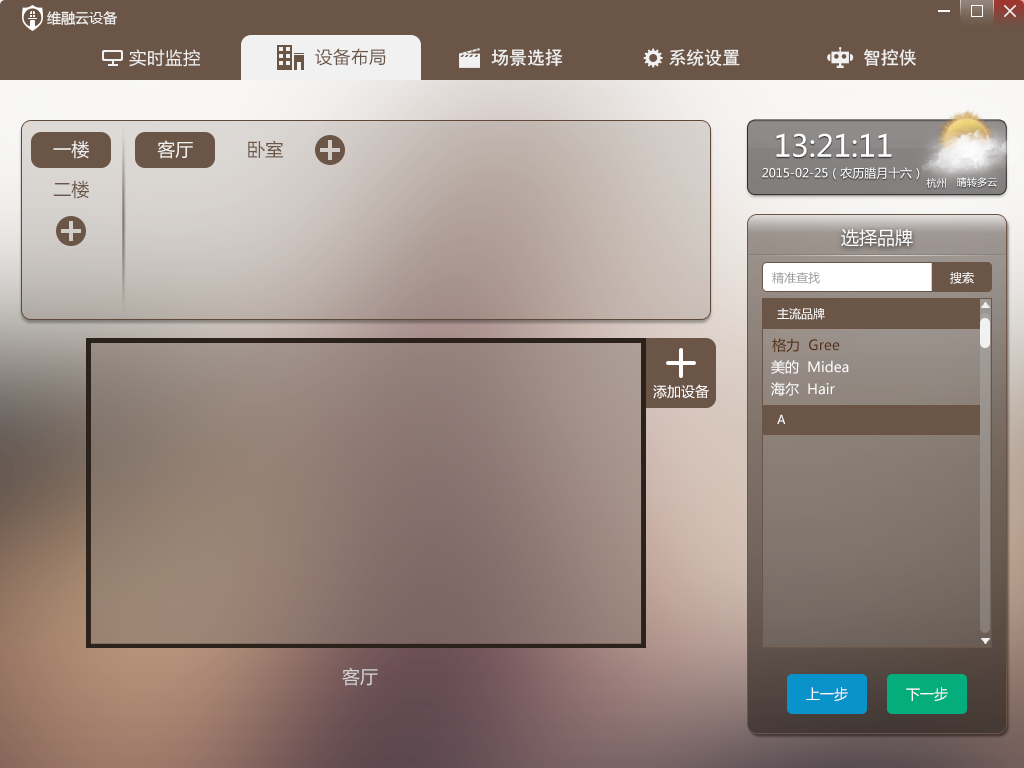 维融云设备
实时监控
设备布局
场景选择
系统设置
智控侠
一楼
客厅
卧室
二楼
13:21:11
2015-02-25 ( 农历腊月十六 )
杭州 晴转多云
添加设备
客厅
选择品牌
精准查找
搜索
主流品牌
格力 Gree
美的 Midea
海尔 Hair
A
上一步
下一步